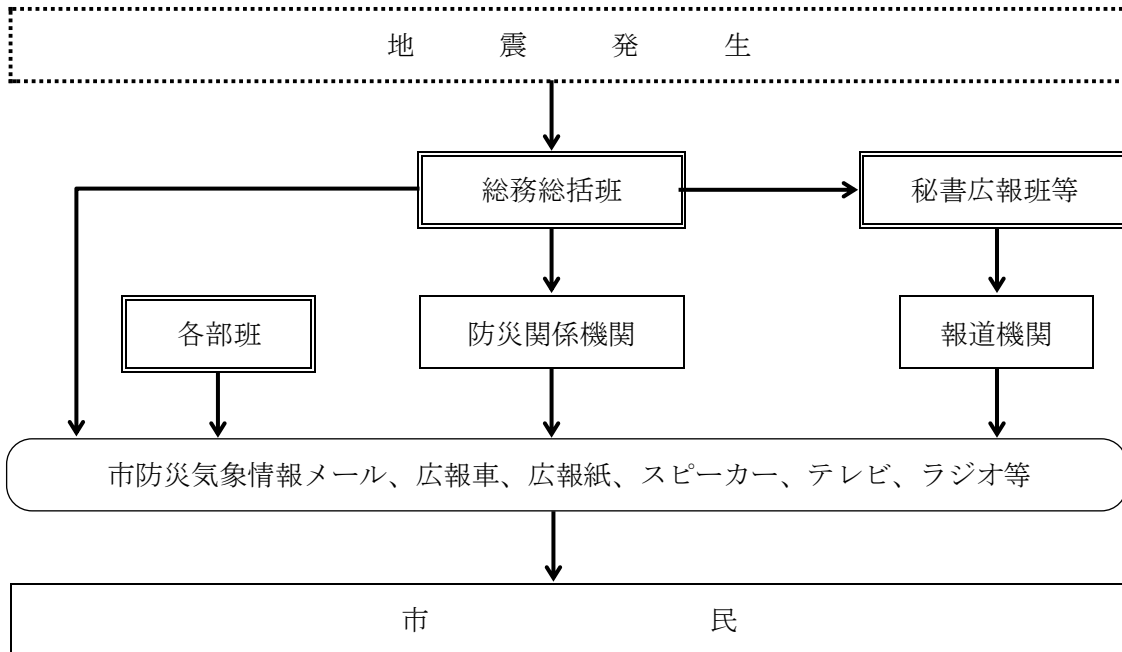 地震発生
総務総括班
秘書広報班等
各部班
防災関係機関
報道機関
市防災気象情報メール、広報車、広報紙、スピーカー、テレビ、ラジオ等
市民